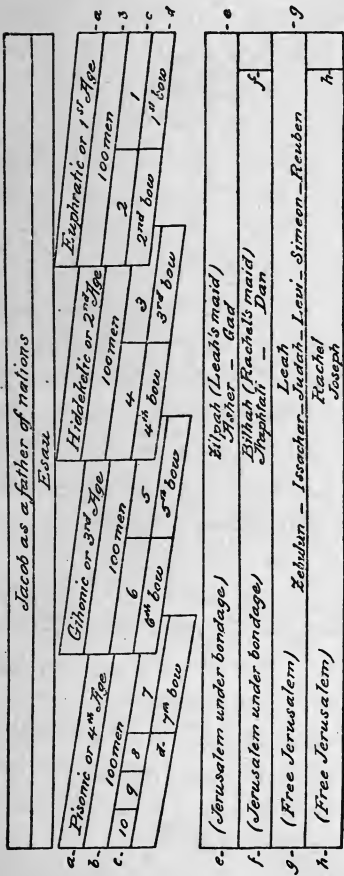 Jacob as a father of nations
Esau
a- Pisonic or 4th Age Gihonic or 3rd Age Hiddekelic or 2nd Age Euphratic or 1st Age -a
b- 100 men 100 men 100 men 100 men -b
c- 10 9 8 7 6 5 4 3 2 1 -c
d- 7th bow 6th bow 5th bow 4th bow 3rd bow 2nd bow 1st bow -d
e- (Jerusalem under bondage) Zilpah (Leah's maid) -e
Asher - Gad
f- (Jerusalem under bondage) Bilhah (Rachel's maid) f-
Naphtali - Dan
g- (Free Jerusalem) Leah -g
Zebulun - Issachar - Judah - Levi - Simeon - Reuben
h- (Free Jerusalem) Rachel h-
Joseph